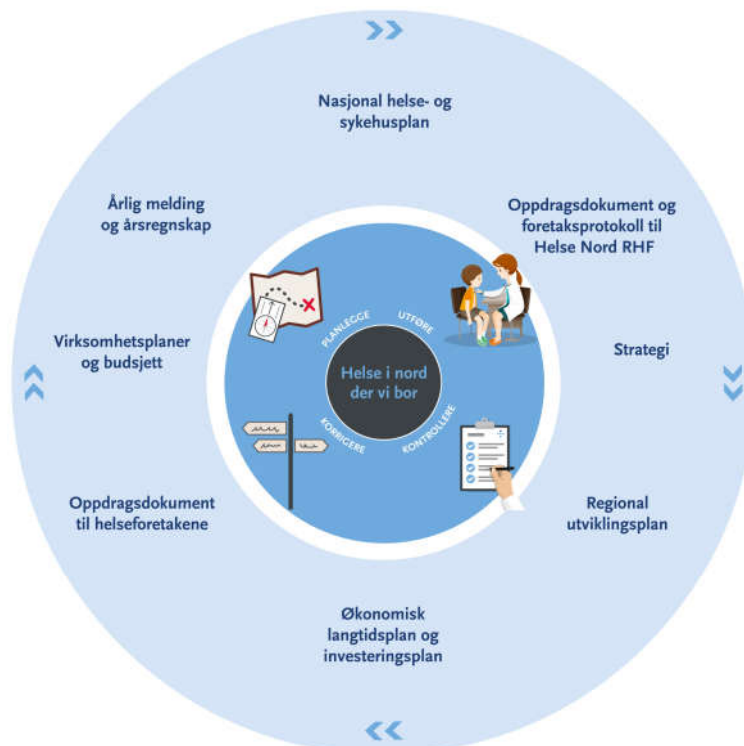 Nasjonal helse- og
sykehusplan
Oppdragsdokument og
foretaksprotokoll til
Helse Nord RHF
Strategi
Regional
utviklingsplan
Økonomisk
langtidsplan og
investeringsplan
Oppdragsdokument
til helseforetakene
Virksomhetsplaner
og budsjett
Årlig melding
og årsregnskap
PLANLEGGE
UTFØRE
KONTROLLERE
KORRIGERE
Helse i nord
der vi bor